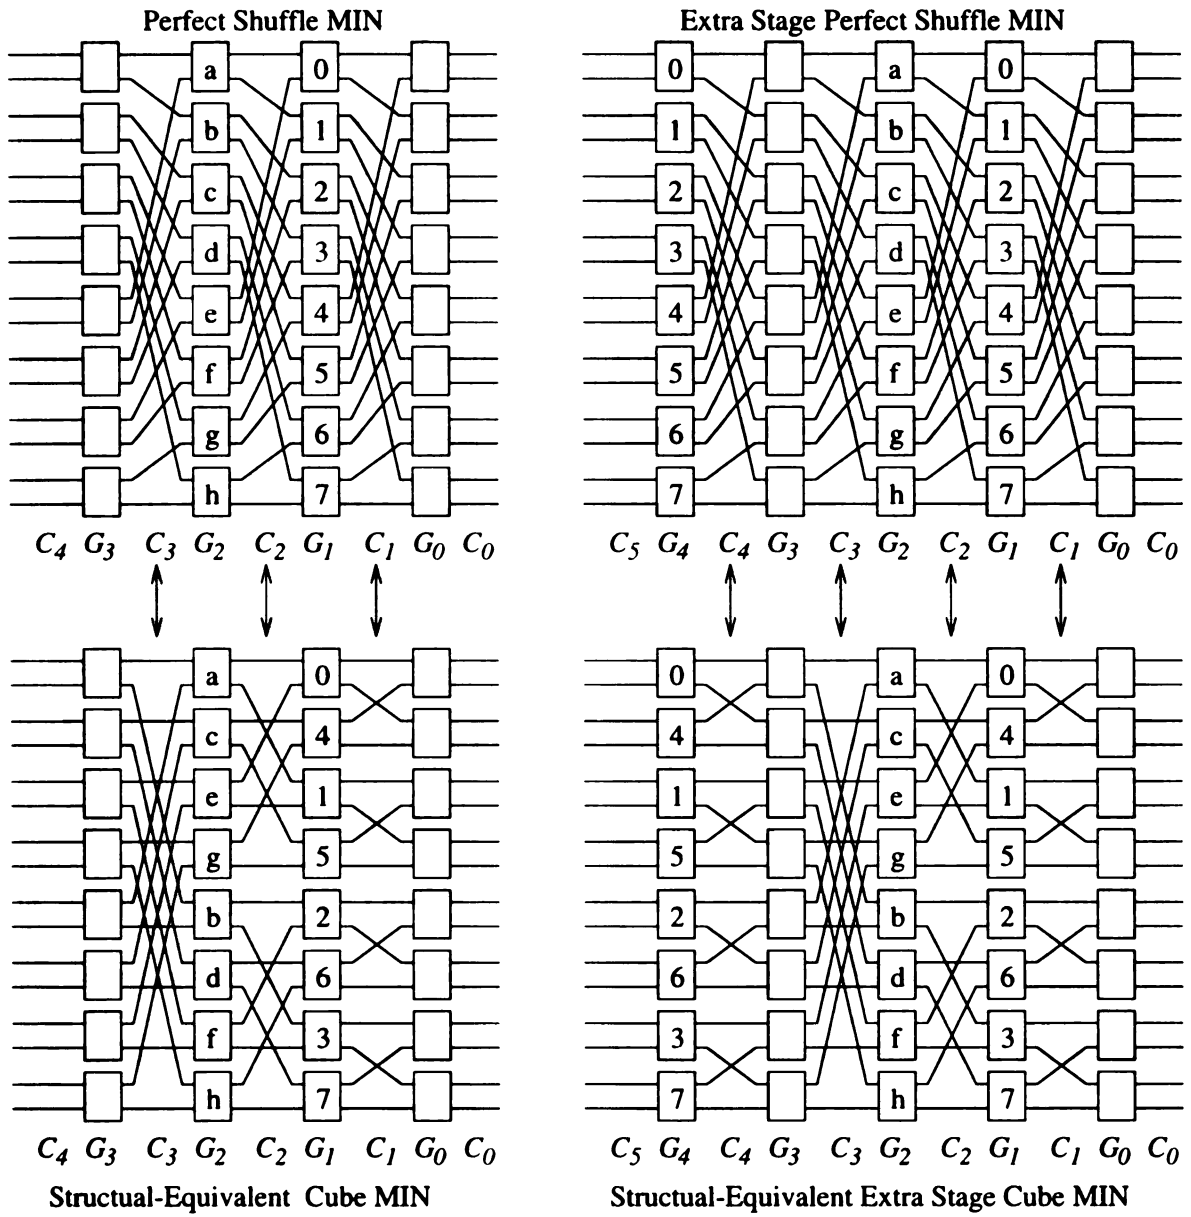 Perfect Shuffle MIN Extra Stage Perfect Shuffle MIN
a 0 0 a 0
b 1 1 b 1
c 2 2 c 2
d 3 3 d 3
e 4 4 e 4
f 5 5 f 5
g 6 6 g 6
h 7 7 h 7
C4 G3 C3 G2 C2 G1 C1 G0 C0 C5 G4 C4 G3 C3 G2 C2 G1 C1 G0 C0
a 0 0 a 0
c 4 4 c 4
e 1 1 e 1
g 5 5 g 5
b 2 2 b 2
d 6 6 d 6
f 3 3 f 3
h 7 7 h 7
C4 G3 C3 G2 C2 G1 C1 G0 C0 C5 G4 C4 G3 C3 G2 C2 G1 C1 G0 C0
Structual-Equivalent Cube MIN Structual-Equivalent Extra Stage Cube MIN